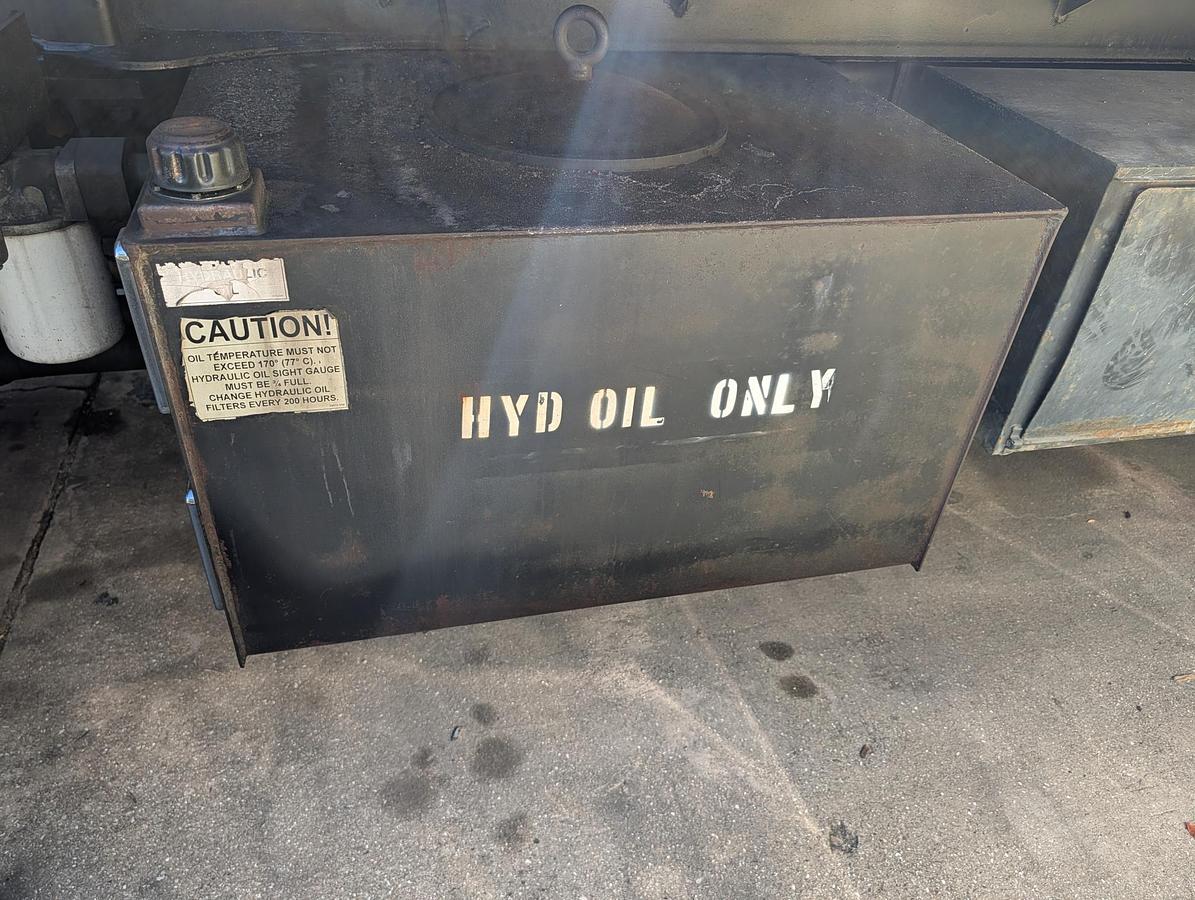 HYDRAULIC
CAUTION!
OIL TEMPERATURE MUST NOT
EXCEED 170° (77° C).
HYDRAULIC OIL SIGHT GAUGE
MUST BE ¾ FULL.
CHANGE HYDRAULIC OIL
FILTERS EVERY 200 HOURS.
HYD OIL ONLY